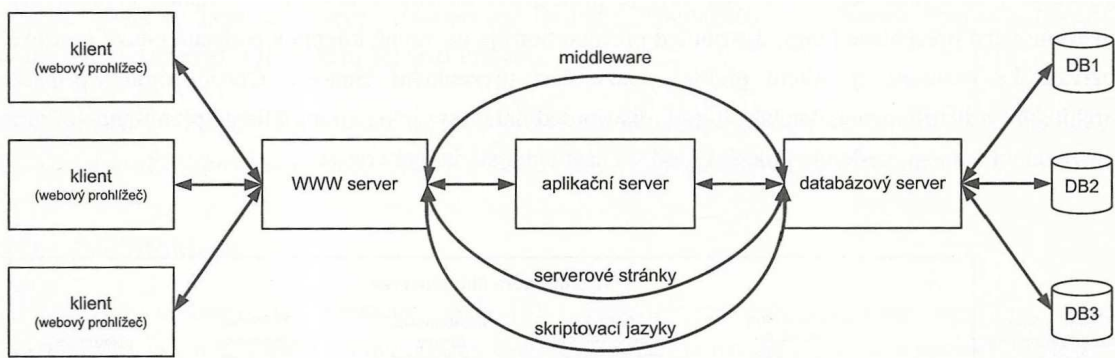 klient
(webový prohlížeč)
klient
(webový prohlížeč)
klient
(webový prohlížeč)
WWW server
middleware
aplikační server
serverové stránky
skriptovací jazyky
databázový server
DB1
DB2
DB3